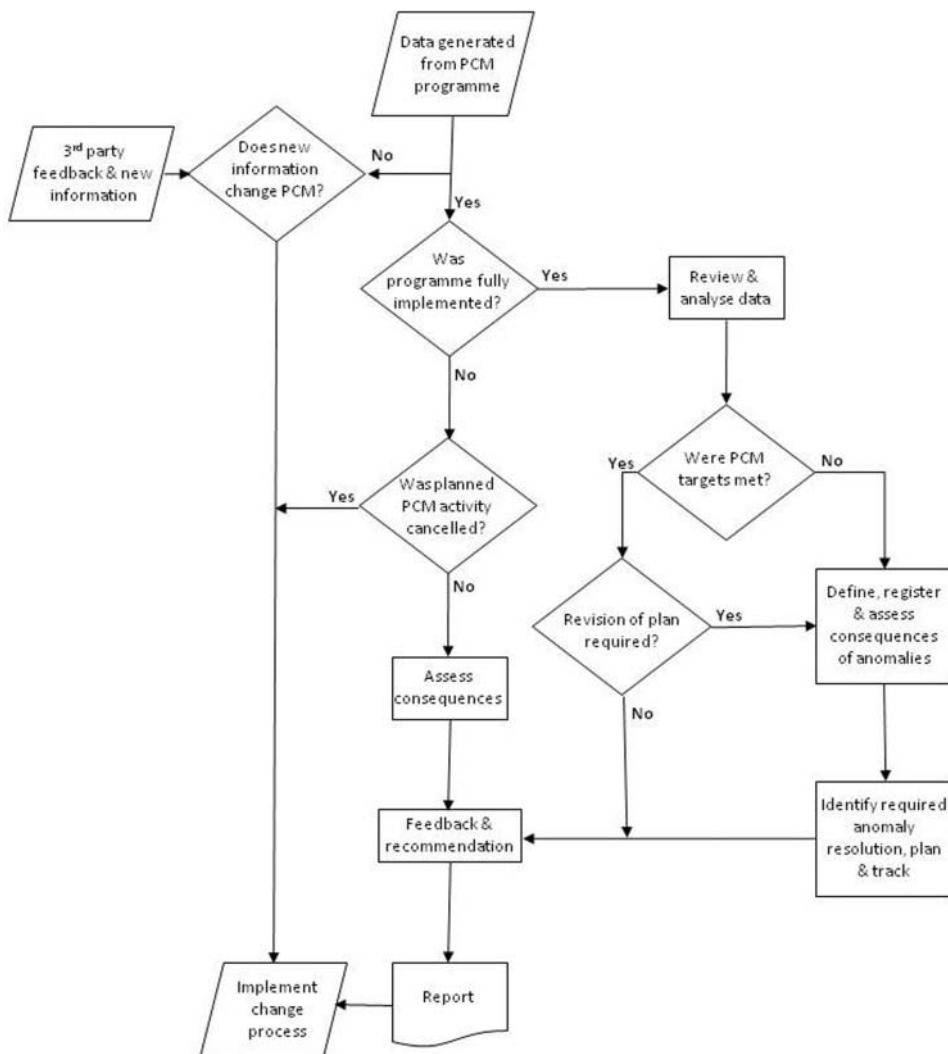 Data generated
from PCM
programme
3rd party
feedback & new
information
Does new
information
change PCM?
No
Yes
Was
programme fully
implemented?
Yes
Review &
analyse data
No
Were PCM
targets met?
Yes
No
Wasplanned
PCM activity
cancelled?
Yes
No
Revision of plan
required?
Yes
Define, register
& assess
consequences
of anomalies
No
Assess
consequences
Feedback &
recommendation
Identify required
anomaly
resolution, plan
& track
Implement
change
process
Report